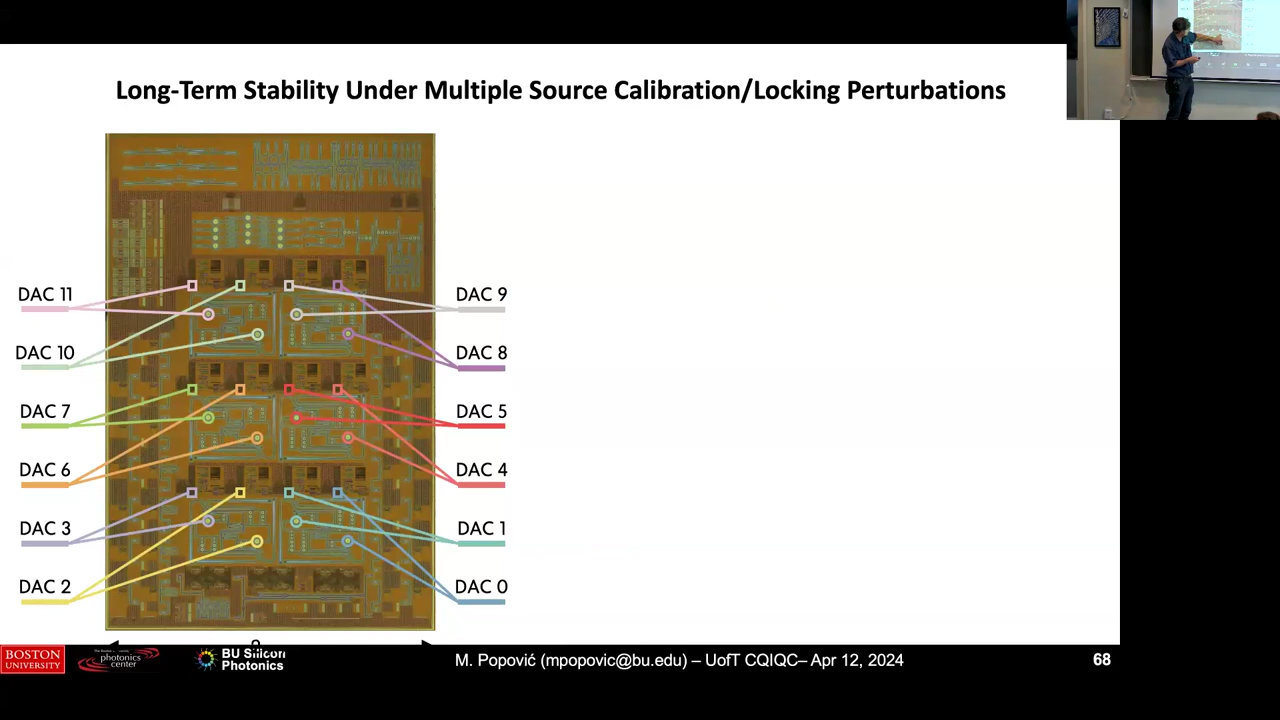 Long-Term Stability Under Multiple Source Calibration/Locking Perturbations
DAC 11
DAC 9
DAC 10
DAC 8
DAC 7
DAC 5
DAC 6
DAC 4
DAC 3
DAC 1
DAC 2
DAC 0
BOSTON
UNIVERSITY
photonics
center
BU Silicon
Photonics
M. Popović (mpopovic@bu.edu) – UofT CQIQC– Apr 12, 2024
68